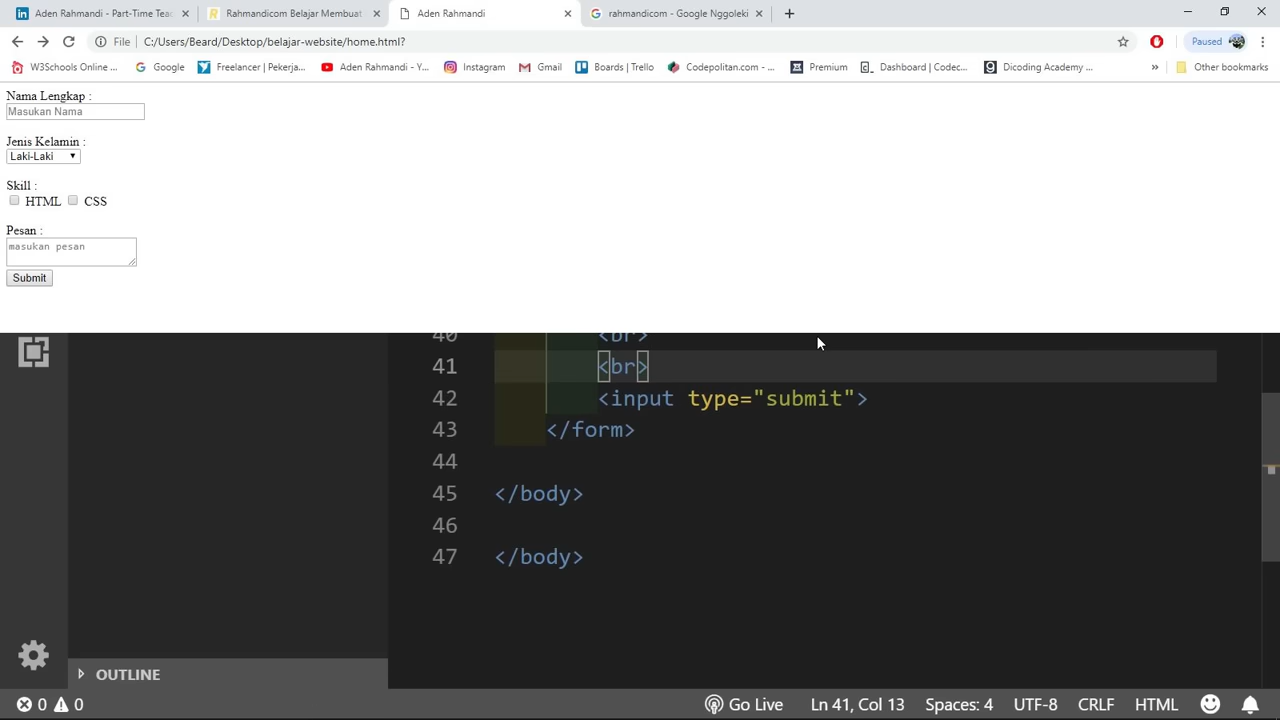 Aden Rahmandi - Part-Time Teac
Rahmandicom Belajar Membuat
Aden Rahmandi
rahmandicom - Google Nggoleki
File C:/Users/Beard/Desktop/belajar-website/home.html?
Paused
W3Schools Online ...
Google
Freelancer | Pekerja...
Aden Rahmandi - Y...
Instagram
Gmail
Boards | Trello
Codepolitan.com - ...
Premium
Dashboard | Codec...
Dicoding Academy ...
»
Other bookmarks
Nama Lengkap :
Masukan Nama
Jenis Kelamin :
Laki-Laki
Skill :
HTML CSS
Pesan :
masukan pesan
Submit
40 <br>
41 <br>
42 <input type="submit">
43 </form>
44
45 </body>
46
47 </body>
OUTLINE
0 0 Go Live Ln 41, Col 13 Spaces: 4 UTF-8 CRLF HTML